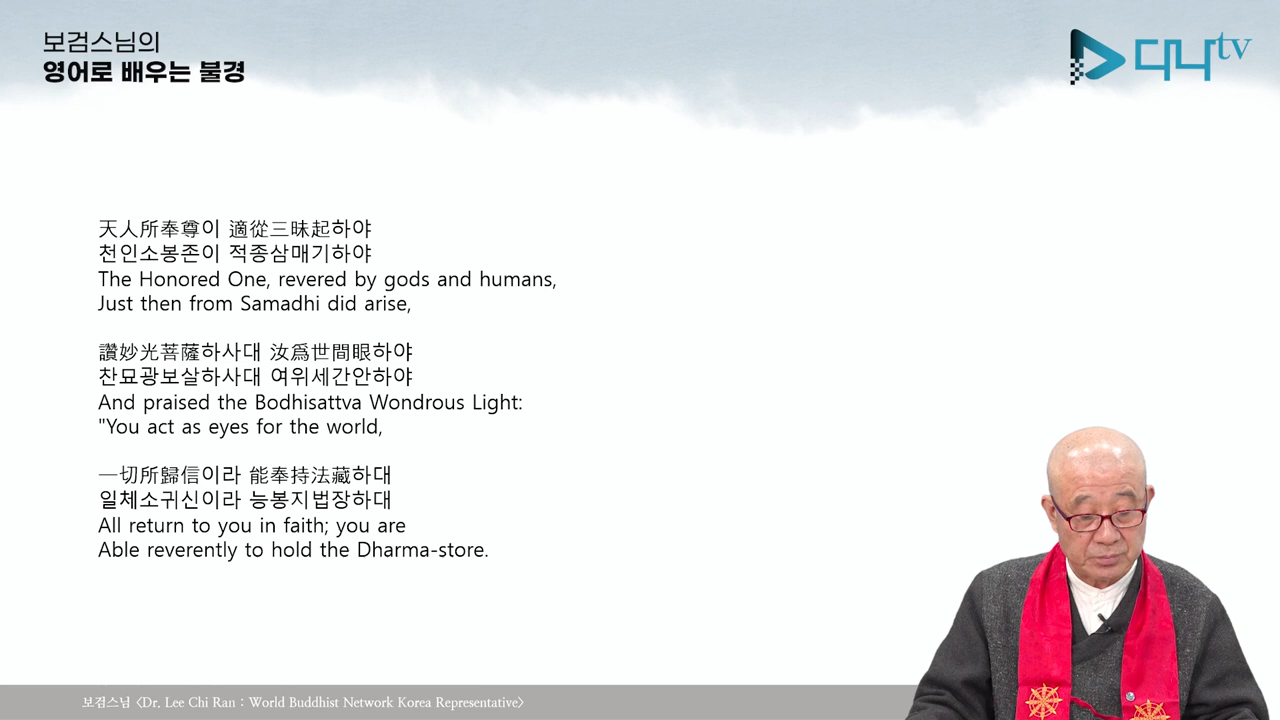 보검스님의
영어로 배우는 불경
디나tv
天人所奉尊이 適從三昧起하야
천인소봉존이 적종삼매기하야
The Honored One, revered by gods and humans,
Just then from Samadhi did arise,
讚妙光菩薩하사대 汝爲世間眼하야
찬묘광보살하사대 여위세간안하야
And praised the Bodhisattva Wondrous Light:
"You act as eyes for the world,
一切所歸信이라 能奉持法藏하대
일체소귀신이라 능봉지법장하대
All return to you in faith; you are
Able reverently to hold the Dharma-store.
보검스님 <Dr. Lee Chi Ran : World Buddhist Network Korea Representative>